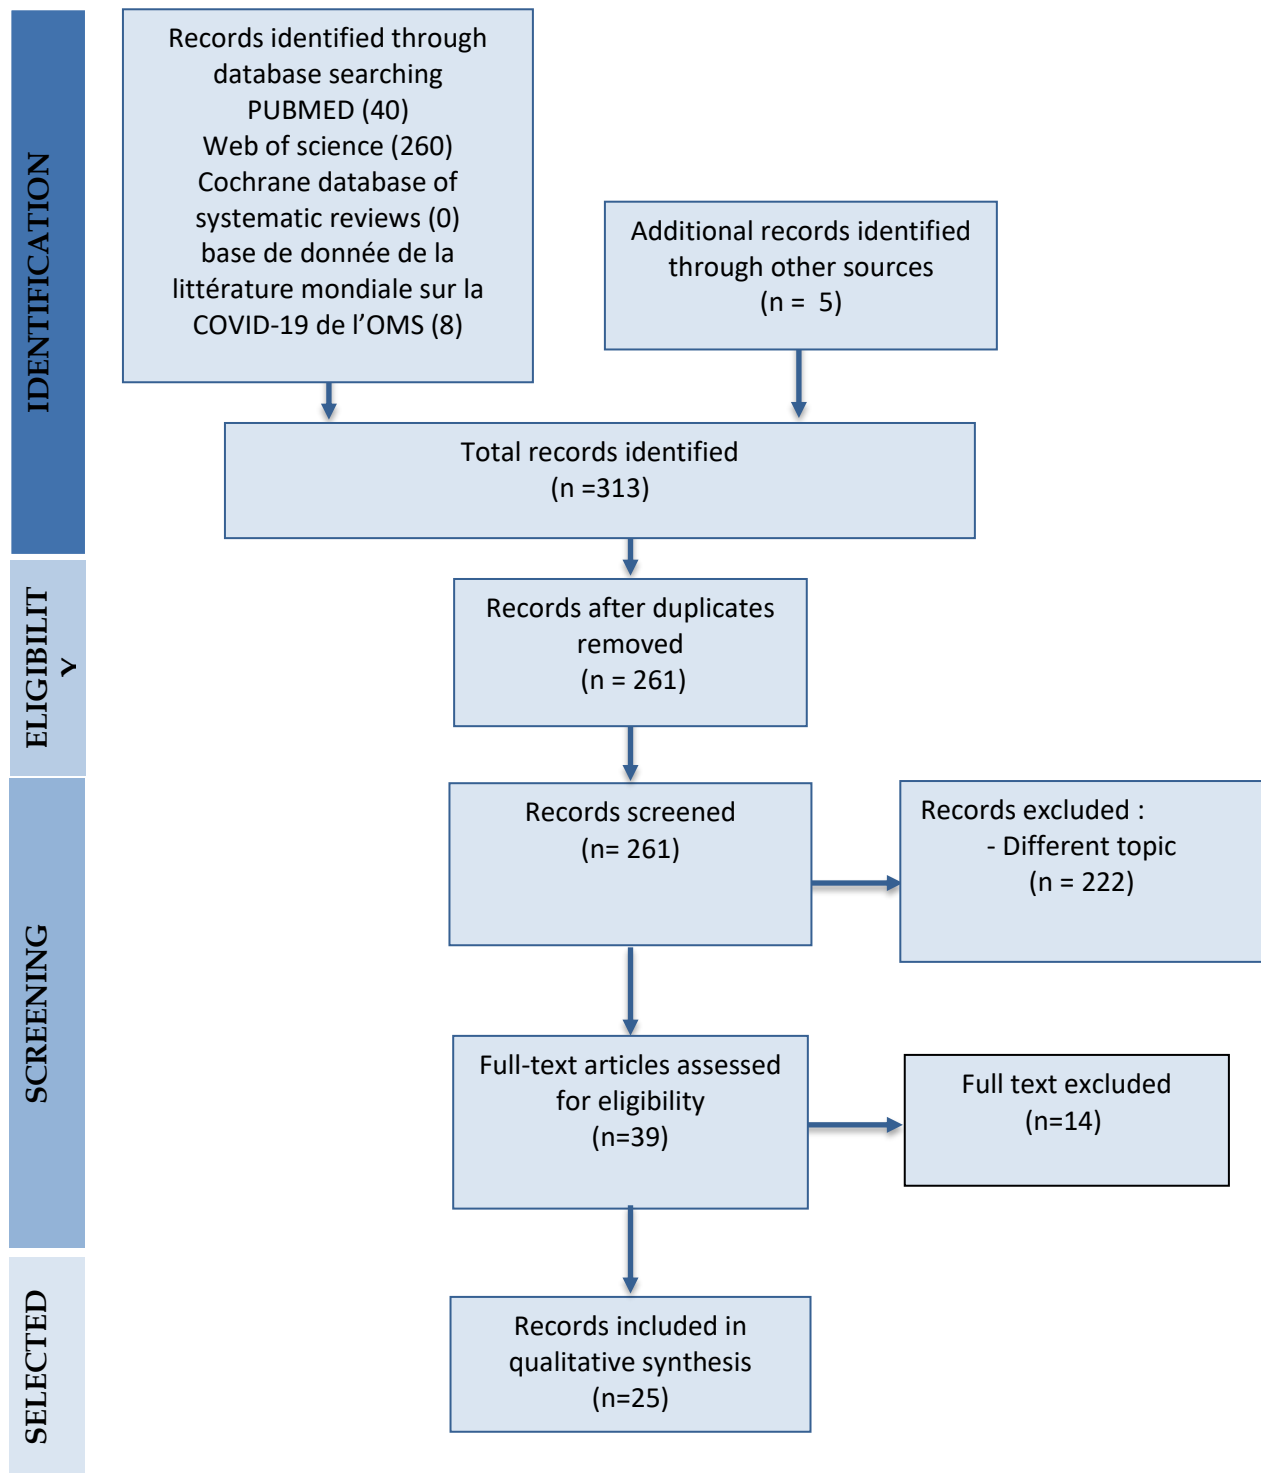 IDENTIFICATION
Records identified through
database searching
PUBMED (40)
Web of science (260)
Cochrane database of
systematic reviews (0)
base de donnée de la
littérature mondiale sur la
COVID-19 de l’OMS (8)
Additional records identified
through other sources
(n = 5)
Total records identified
(n =313)
ELIGIBILIT
Y
Records after duplicates
removed
(n = 261)
SCREENING
Records screened
(n= 261)
Records excluded :
- Different topic
(n = 222)
Full-text articles assessed
for eligibility
(n=39)
Full text excluded
(n=14)
SELECTED
Records included in
qualitative synthesis
(n=25)